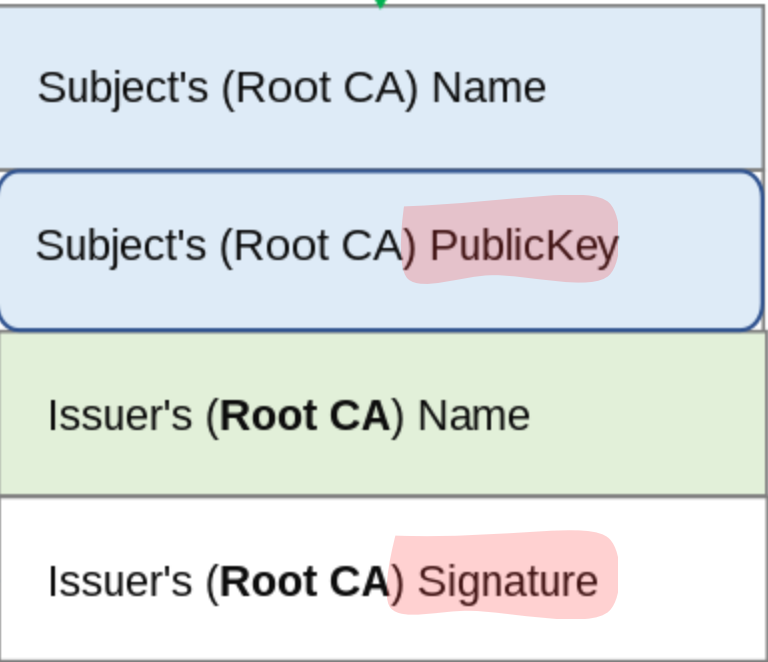 Subject's (Root CA) Name
Subject's (Root CA) PublicKey
Issuer's (Root CA) Name
Issuer's (Root CA) Signature